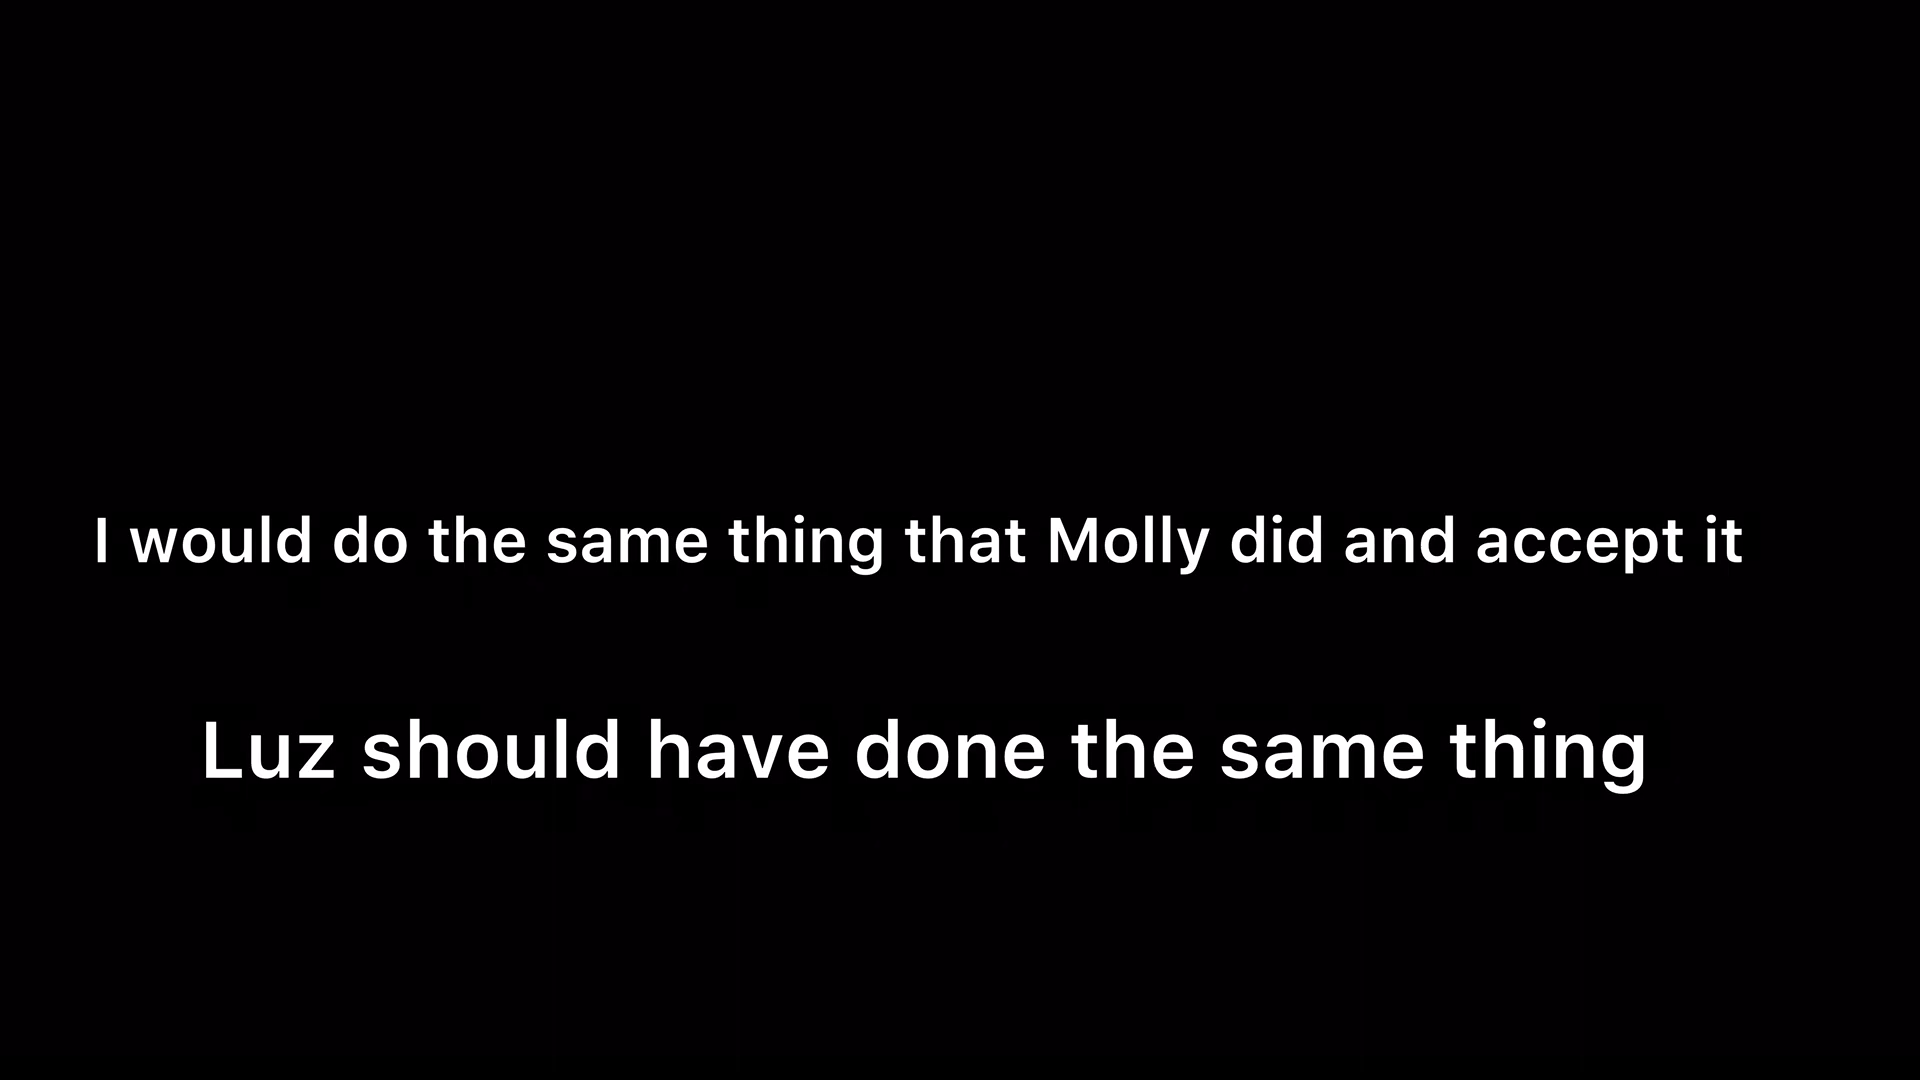 I would do the same thing that Molly did and accept it
Luz should have done the same thing